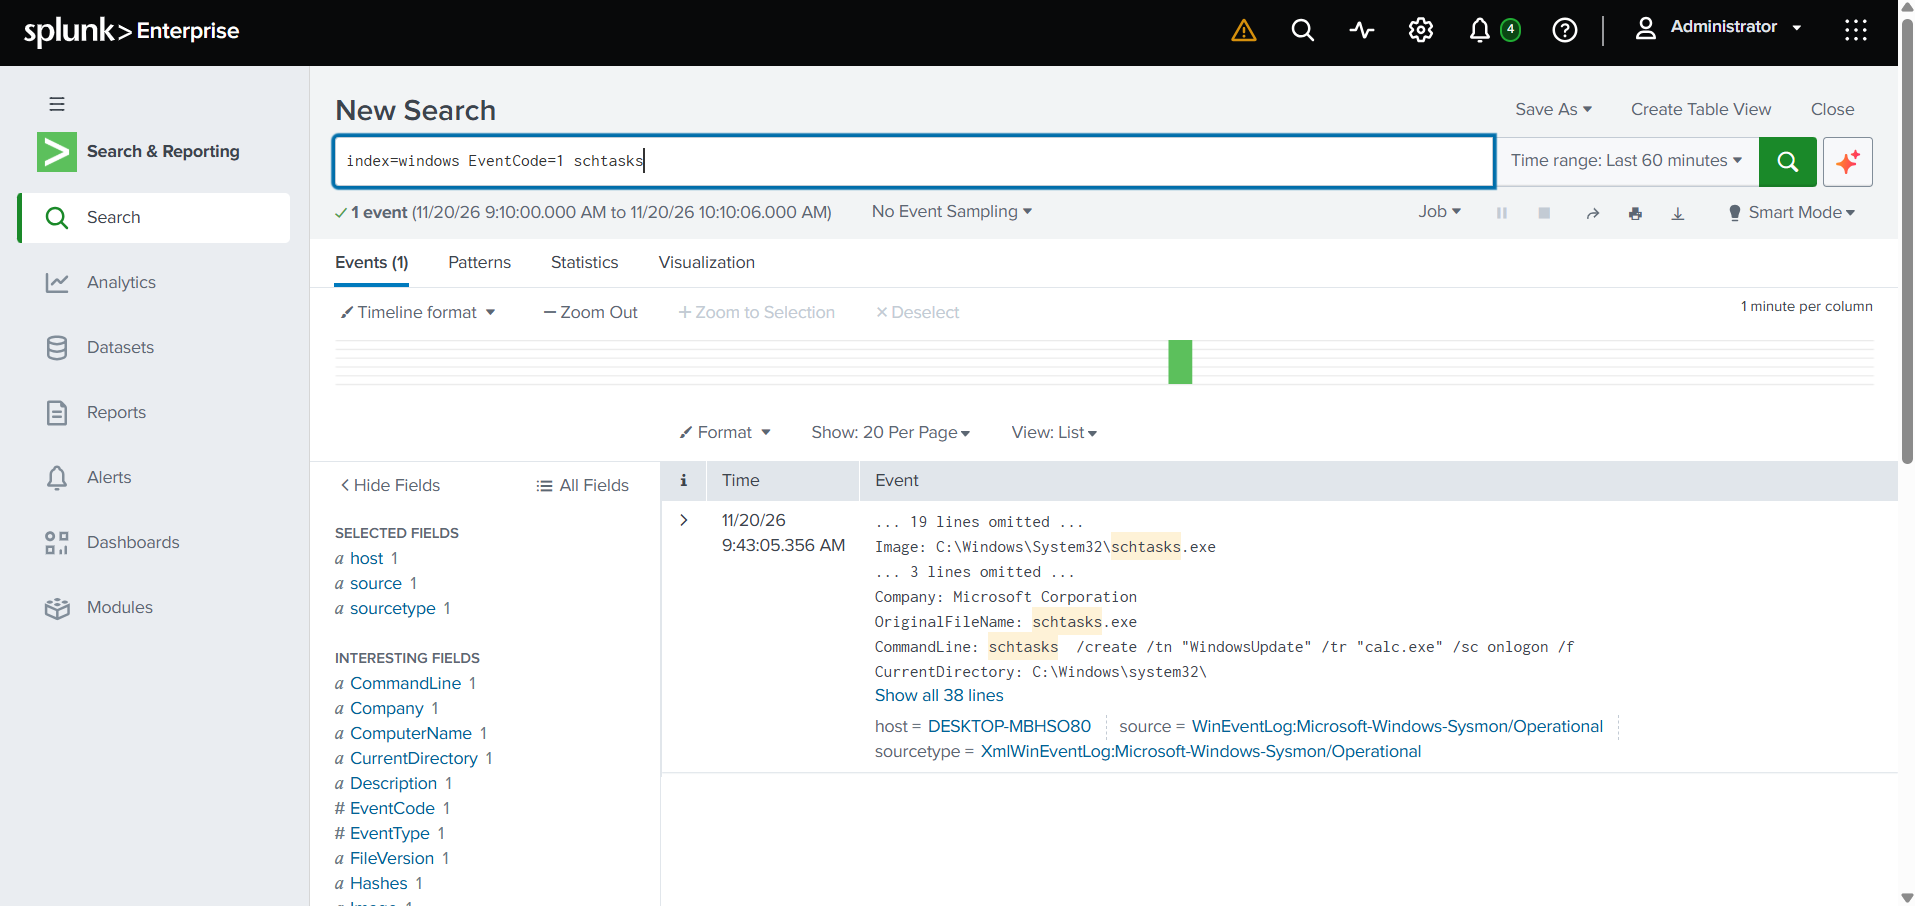 splunk> Enterprise
4
Administrator
Search & Reporting
Search
Analytics
Datasets
Reports
Alerts
Dashboards
Modules
New Search
Save As
Create Table View
Close
index=windows EventCode=1 schtasks
Time range: Last 60 minutes
1 event (11/20/26 9:10:00.000 AM to 11/20/26 10:10:06.000 AM)
No Event Sampling
Job
Smart Mode
Events (1)
Patterns
Statistics
Visualization
Timeline format
Zoom Out
+ Zoom to Selection
× Deselect
1 minute per column
Format
Show: 20 Per Page
View: List
< Hide Fields
All Fields
SELECTED FIELDS
a host 1
a source 1
a sourcetype 1
INTERESTING FIELDS
a CommandLine 1
a Company 1
a ComputerName 1
a CurrentDirectory 1
a Description 1
# EventCode 1
# EventType 1
a FileVersion 1
a Hashes 1
i
Time
Event
11/20/26
9:43:05.356 AM
... 19 lines omitted ...
Image: C:\Windows\System32\schtasks.exe
... 3 lines omitted ...
Company: Microsoft Corporation
OriginalFileName: schtasks.exe
CommandLine: schtasks  /create /tn "WindowsUpdate" /tr "calc.exe" /sc onlogon /f
CurrentDirectory: C:\Windows\system32\
Show all 38 lines
host = DESKTOP-MBHSO80
source = WinEventLog:Microsoft-Windows-Sysmon/Operational
sourcetype = XmlWinEventLog:Microsoft-Windows-Sysmon/Operational